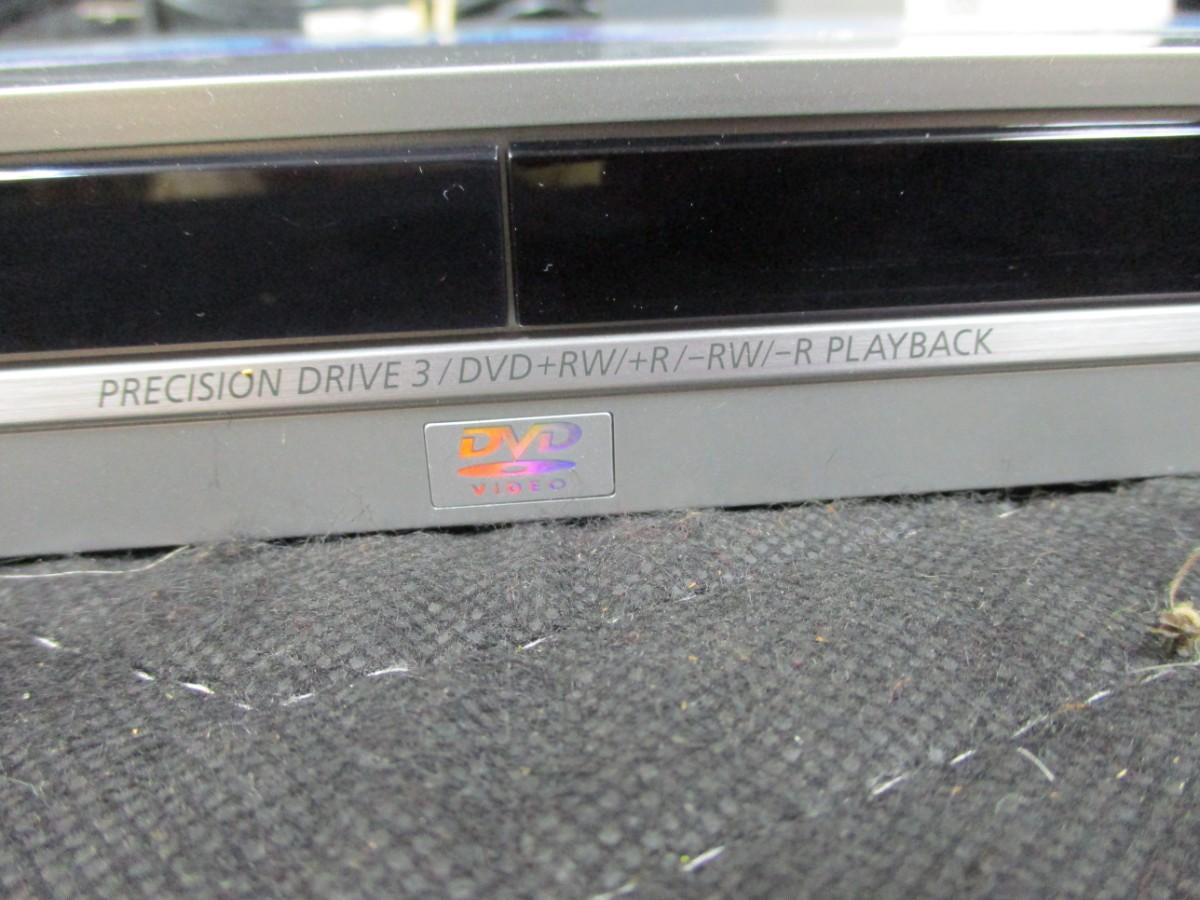 PRECISION DRIVE 3/DVD+RW/+R/-RW/-R PLAYBACK
DVD
VIDEO